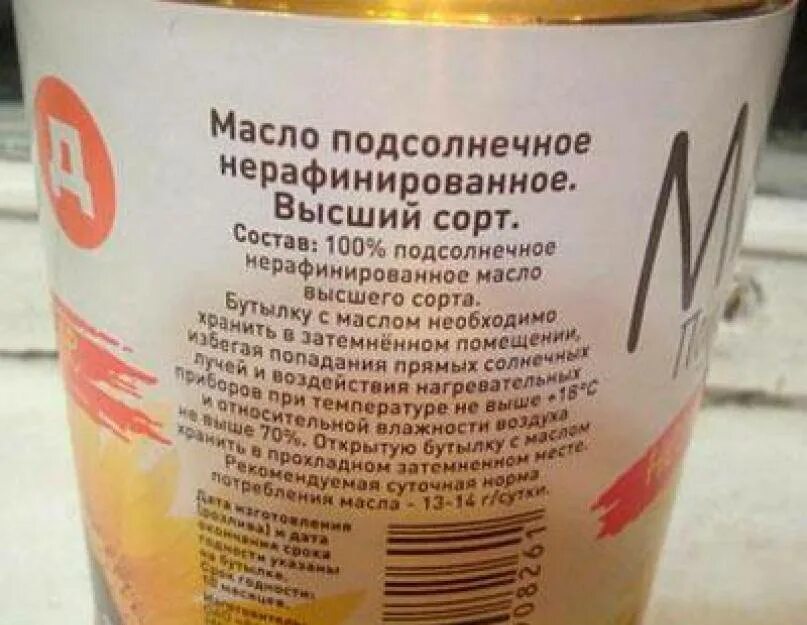 Д
Масло подсолнечное
нерафинированное.
Высший сорт.
Состав: 100% подсолнечное
нерафинированное масло
высшего сорта.
Бутылку с маслом необходимо
хранить в затемнённом помещении,
избегая попадания прямых солнечных
лучей и воздействия нагревательных
приборов при температуре не выше +18°С
и относительной влажности воздуха
не выше 70%. Открытую бутылку с маслом
хранить в прохладном затемненном месте.
Рекомендуемая суточная норма
потребления масла - 13-14 г/сутки.
Дата изготовления
(розлива) и дата
окончания срока
годности указаны
на бутылке.
Срок годности:
месяцев.
Изготовитель
08261
М